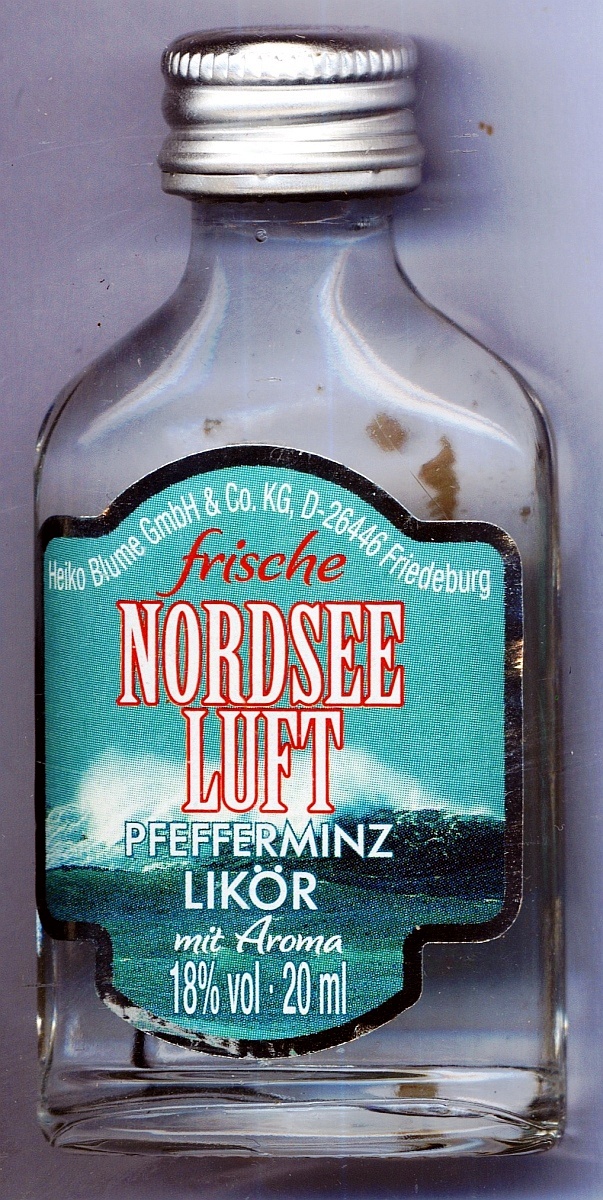 Heiko Blume GmbH & Co. KG, D-26446 Friedeburg
frische
NORDSEE
LUFT
PFEFFERMINZ
LIKÖR
mit Aroma
18% vol · 20 ml